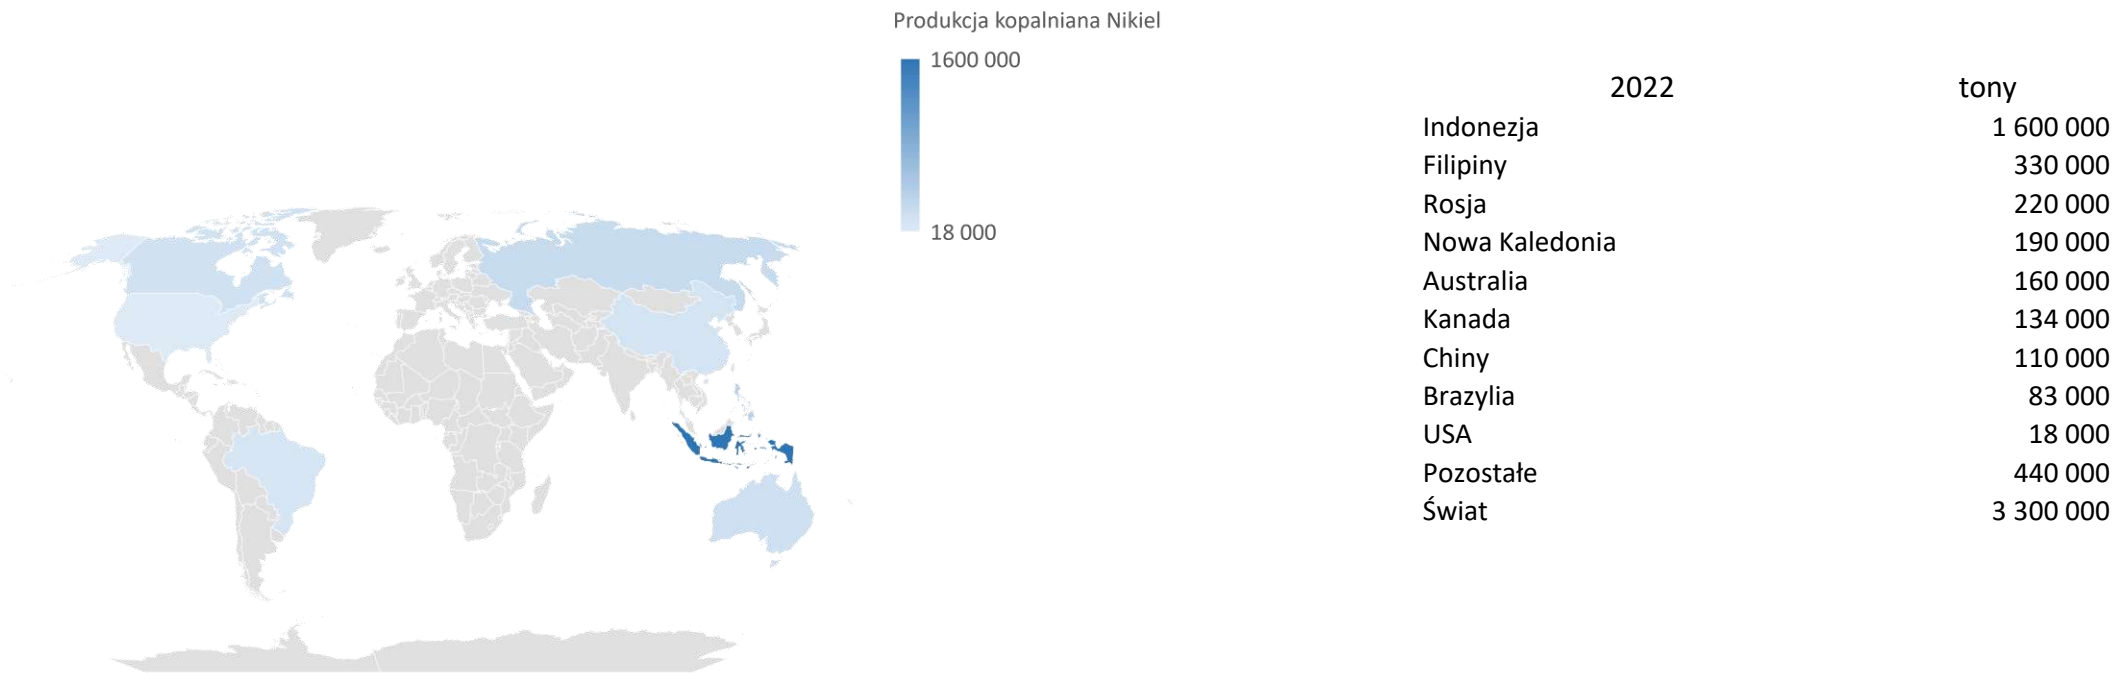 Produkcja kopalniana Nikiel
1600 000
18 000
2022 tony
Indonezja 1 600 000
Filipiny 330 000
Rosja 220 000
Nowa Kaledonia 190 000
Australia 160 000
Kanada 134 000
Chiny 110 000
Brazylia 83 000
USA 18 000
Pozostałe 440 000
Świat 3 300 000